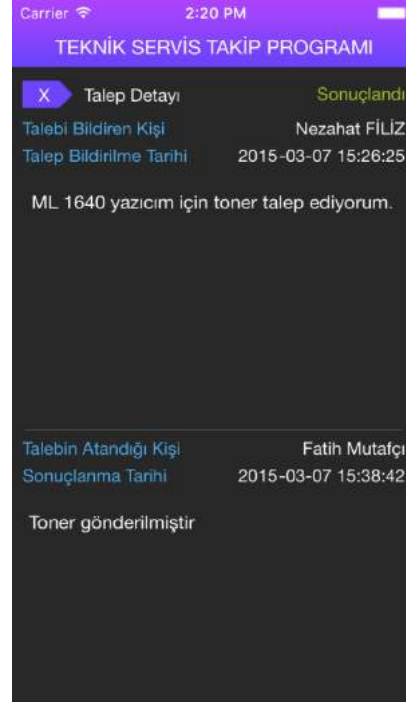 Carrier 2:20 PM
TEKNİK SERVİS TAKİP PROGRAMI
X Talep Detayı Sonuçlandı
Talebi Bildiren Kişi Nezahat FİLİZ
Talep Bildirilme Tarihi 2015-03-07 15:26:25
ML 1640 yazıcım için toner talep ediyorum.
Talebin Atandığı Kişi Fatih Mutafçı
Sonuçlanma Tarihi 2015-03-07 15:38:42
Toner gönderilmiştir